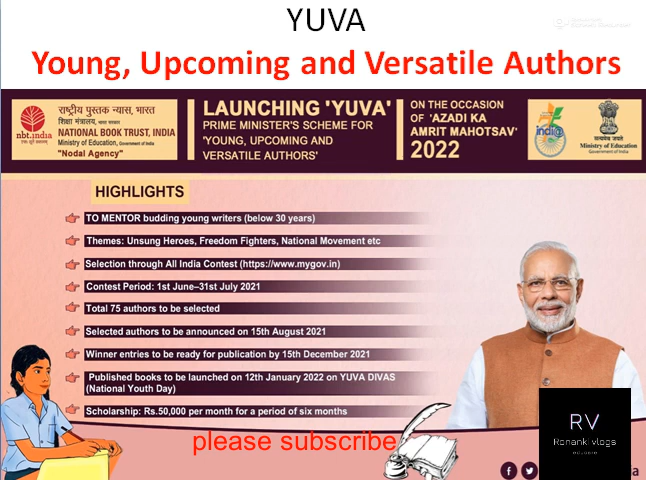 YUVA
Young, Upcoming and Versatile Authors
nbt.india
राष्ट्रीय पुस्तक न्यास, भारत
शिक्षा मंत्रालय, भारत सरकार
NATIONAL BOOK TRUST, INDIA
Ministry of Education, Government of India
"Nodal Agency"
LAUNCHING 'YUVA'
PRIME MINISTER'S SCHEME FOR
'YOUNG, UPCOMING AND
VERSATILE AUTHORS'
ON THE OCCASION
OF 'AZADI KA
AMRIT MAHOTSAV'
2022
सत्यमेव जयते
Ministry of Education
Government of India
HIGHLIGHTS
TO MENTOR budding young writers (below 30 years)
Themes: Unsung Heroes, Freedom Fighters, National Movement etc
Selection through All India Contest (https://www.mygov.in)
Contest Period: 1st June–31st July 2021
Total 75 authors to be selected
Selected authors to be announced on 15th August 2021
Winner entries to be ready for publication by 15th December 2021
Published books to be launched on 12th January 2022 on YUVA DIVAS
(National Youth Day)
Scholarship: Rs.50,000 per month for a period of six months
please subscribe
RV
Ronanki vlogs